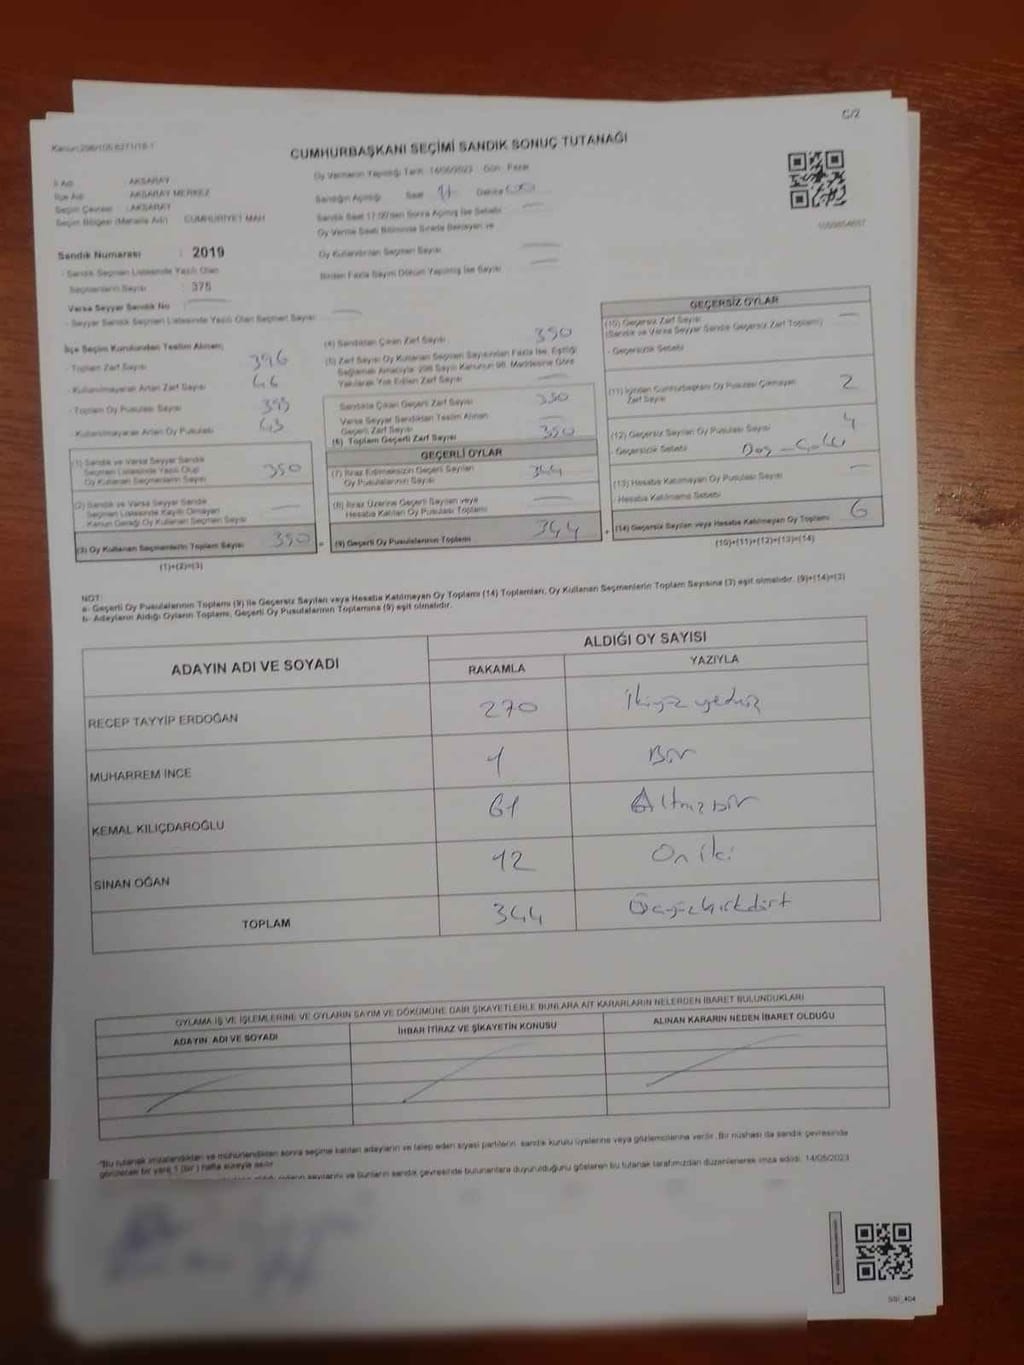 C/2
CUMHURBAŞKANI SEÇİMİ SANDIK SONUÇ TUTANAĞI
İl Adı : AKSARAY
İlçe Adı : AKSARAY MERKEZ
Seçim Çevresi : AKSARAY
Seçim Bölgesi (Mahalle Adı) : CUMHURİYET MAH
Oy Vermenin Yapıldığı Tarih: 14/05/2023 Gün: Pazar
Sandığın Açıldığı Saat 17 Dakika
Sandık Saat 17:00'den Sonra Açılmış İse Sebebi
Oy Verme Saati Bitiminde Sırada Bekleyen ve
Oy Kullandırılan Seçmen Sayısı
Birden Fazla Sayım Döküm Yapılmış İse Sayısı
Sandık Numarası : 2019
- Sandık Seçmen Listesinde Yazılı Olan
Seçmenlerin Sayısı : 375
Varsa Seyyar Sandık No
- Seyyar Sandık Seçmen Listesinde Yazılı Olan Seçmen Sayısı
İlçe Seçim Kurulundan Teslim Alınan;
- Toplam Zarf Sayısı 396
- Kullanılmayarak Artan Zarf Sayısı 46
- Toplam Oy Pusulası Sayısı 393
- Kullanılmayarak Artan Oy Pusulası 43
(1) Sandık ve Varsa Seyyar Sandık
Seçmen Listesinde Yazılı Olup
Oy Kullanan Seçmenlerin Sayısı 350
(2) Sandık ve Varsa Seyyar Sandık
Seçmen Listesinde Kayıtlı Olmayan
Kanun Gereği Oy Kullanan Seçmen Sayısı
(3) Oy Kullanan Seçmenlerin Toplam Sayısı 350
(1)+(2)=(3)
(4) Sandıktan Çıkan Zarf Sayısı 350
(5) Zarf Sayısı Oy Kullanan Seçmen Sayısından Fazla İse, Eşitliği
Sağlamak Amacıyla; 298 Sayılı Kanunun 98. Maddesine Göre
Yakılarak Yok Edilen Zarf Sayısı
Sandıkta Çıkan Geçerli Zarf Sayısı 350
Varsa Seyyar Sandıktan Teslim Alınan
Geçerli Zarf Sayısı
(6) Toplam Geçerli Zarf Sayısı 350
GEÇERLİ OYLAR
(7) İtiraz Edilmeksizin Geçerli Sayılan
Oy Pusulalarının Sayısı 344
(8) İtiraz Üzerine Geçerli Sayılan veya
Hesaba Katılan Oy Pusulası Toplamı
(9) Geçerli Oy Pusulalarının Toplamı 344
GEÇERSİZ OYLAR
(10) Geçersiz Zarf Sayısı
(Sandık ve Varsa Seyyar Sandık Geçersiz Zarf Toplamı)
- Geçersizlik Sebebi
(11) İçinden Cumhurbaşkanı Oy Pusulası Çıkmayan
Zarf Sayısı 2
(12) Geçersiz Sayılan Oy Pusulası Sayısı 4
Geçersizlik Sebebi
(13) Hesaba Katılmayan Oy Pusulası Sayısı
- Hesaba Katılmama Sebebi
(14) Geçersiz Sayılan veya Hesaba Katılmayan Oy Toplamı 6
(10)+(11)+(12)+(13)=(14)
NOT:
a- Geçerli Oy Pusulalarının Toplamı (9) ile Geçersiz Sayılan veya Hesaba Katılmayan Oy Toplamı (14) Toplamları, Oy Kullanan Seçmenlerin Toplam Sayısına (3) eşit olmalıdır. (9)+(14)=(3)
b- Adayların Aldığı Oyların Toplamı, Geçerli Oy Pusulalarının Toplamına (9) eşit olmalıdır.
ADAYIN ADI VE SOYADI
ALDIĞI OY SAYISI
RAKAMLA YAZIYLA
RECEP TAYYİP ERDOĞAN 270 ikiyüz yetmiş
MUHARREM İNCE 1 Bir
KEMAL KILIÇDAROĞLU 61 Altmışbir
SİNAN OĞAN 12 On iki
TOPLAM 344 Üçyüzkırkdört
OYLAMA İŞ VE İŞLEMLERİNE VE OYLARIN SAYIM VE DÖKÜMÜNE DAİR ŞİKAYETLERLE BUNLARA AİT KARARLARIN NELERDEN İBARET BULUNDUKLARI
ADAYIN ADI VE SOYADI
İHBAR İTİRAZ VE ŞİKAYETİN KONUSU
ALINAN KARARIN NEDEN İBARET OLDUĞU
"Bu tutanak imzalandıktan ve mühürlendikten sonra seçime katılan adayların ve talep eden siyasi partilerin sandık kurulu üyelerine veya gözlemcilerine verilir. Bir nüshası da sandık çevresinde
görülecek bir yere 1 (bir) hafta süreyle asılır.
sayılarını ve bunların sandık çevresinde bulunanlara duyurulduğunu gösteren bu tutanak tarafımızdan düzenlenerek imza edildi. 14/05/2023